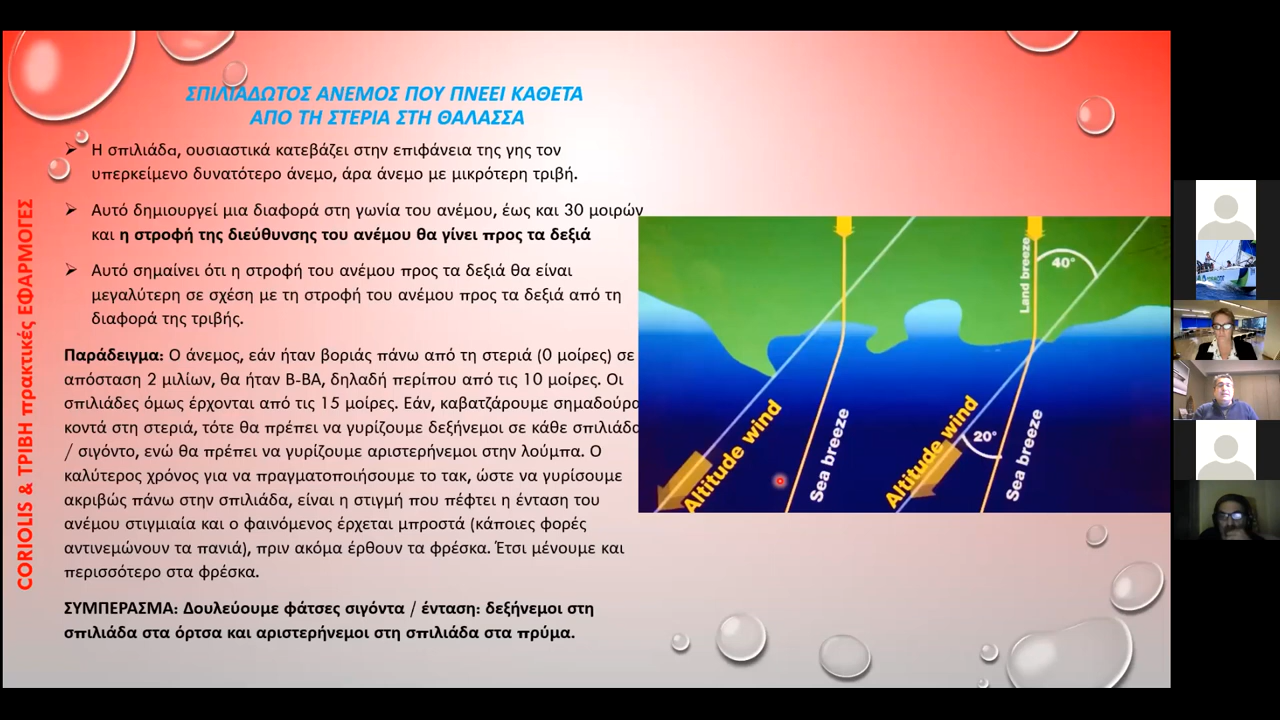 ΣΠΙΛΙΑΔΩΤΟΣ ΑΝΕΜΟΣ ΠΟΥ ΠΝΕΕΙ ΚΑΘΕΤΑ
ΑΠΟ ΤΗ ΣΤΕΡΙΑ ΣΤΗ ΘΑΛΑΣΣΑ
CORIOLIS & ΤΡΙΒΗ πρακτικές ΕΦΑΡΜΟΓΕΣ
Η σπιλιάδα, ουσιαστικά κατεβάζει στην επιφάνεια της γης τον
υπερκείμενο δυνατότερο άνεμο, άρα άνεμο με μικρότερη τριβή.
Αυτό δημιουργεί μια διαφορά στη γωνία του ανέμου, έως και 30 μοιρών
και η στροφή της διεύθυνσης του ανέμου θα γίνει προς τα δεξιά
Αυτό σημαίνει ότι η στροφή του ανέμου προς τα δεξιά θα είναι
μεγαλύτερη σε σχέση με τη στροφή του ανέμου προς τα δεξιά από τη
διαφορά της τριβής.
Παράδειγμα: Ο άνεμος, εάν ήταν βοριάς πάνω από τη στεριά (0 μοίρες) σε
απόσταση 2 μιλίων, θα ήταν Β-ΒΑ, δηλαδή περίπου από τις 10 μοίρες. Οι
σπιλιάδες όμως έρχονται από τις 15 μοίρες. Εάν, καβατζάρουμε σημαδούρα
κοντά στη στεριά, τότε θα πρέπει να γυρίζουμε δεξήνεμοι σε κάθε σπιλιάδα
/ σιγόντο, ενώ θα πρέπει να γυρίζουμε αριστερήνεμοι στην λούμπα. Ο
καλύτερος χρόνος για να πραγματοποιήσουμε το τακ, ώστε να γυρίσουμε
ακριβώς πάνω στην σπιλιάδα, είναι η στιγμή που πέφτει η ένταση του
ανέμου στιγμιαία και ο φαινόμενος έρχεται μπροστά (κάποιες φορές
αντινεμώνουν τα πανιά), πριν ακόμα έρθουν τα φρέσκα. Έτσι μένουμε και
περισσότερο στα φρέσκα.
ΣΥΜΠΕΡΑΣΜΑ: Δουλεύουμε φάτσες σιγόντα / ένταση: δεξήνεμοι στη
σπιλιάδα στα όρτσα και αριστερήνεμοι στη σπιλιάδα στα πρύμα.
Land breeze
40°
Altitude wind
Sea breeze
Altitude wind
20°
Sea breeze